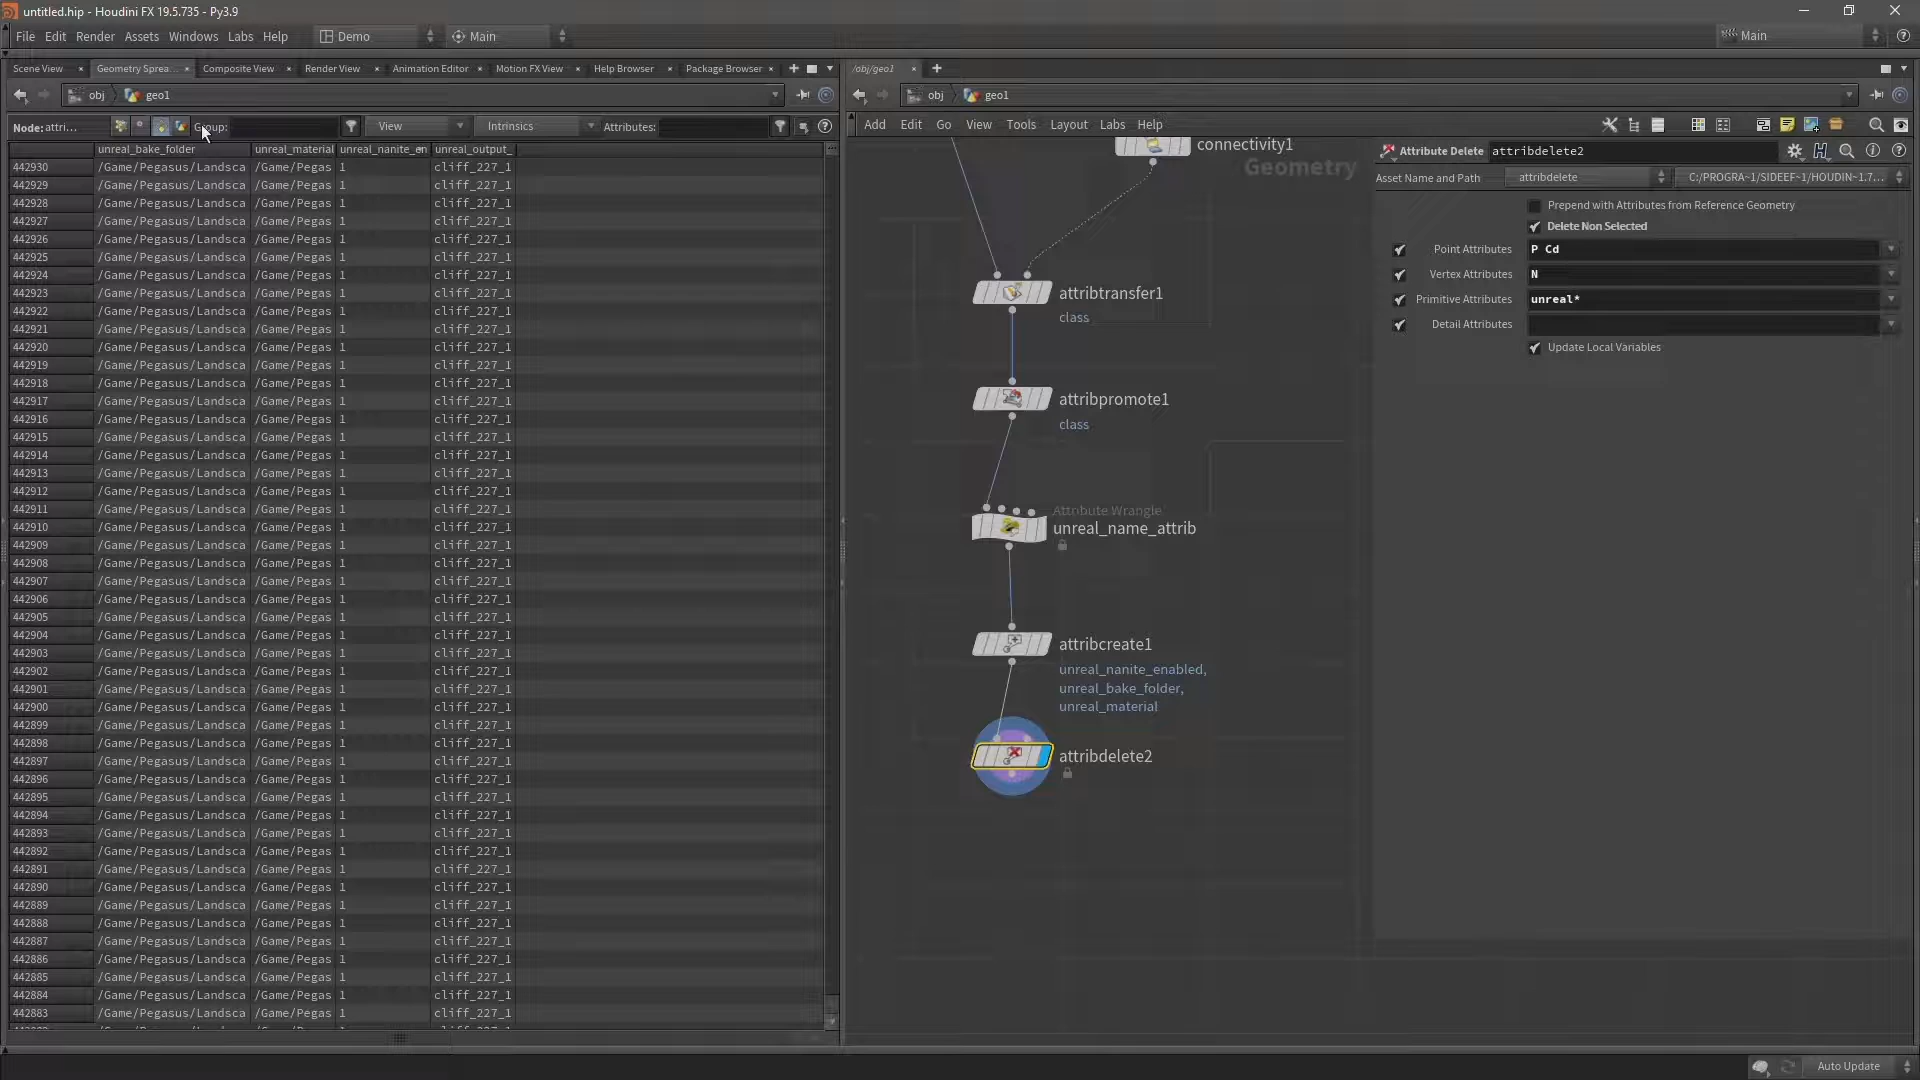 untitled.hip - Houdini FX 19.5.735 - Py3.9
File Edit Render Assets Windows Labs Help Demo Main Main
Scene View Geometry Sprea... Composite View Render View Animation Editor Motion FX View Help Browser Package Browser
obj geo1
Node: attri... Group: View Intrinsics Attributes:
unreal_bake_folder unreal_material unreal_nanite_en unreal_output_
442930 /Game/Pegasus/Landsca /Game/Pegas 1 cliff_227_1
442929 /Game/Pegasus/Landsca /Game/Pegas 1 cliff_227_1
442928 /Game/Pegasus/Landsca /Game/Pegas 1 cliff_227_1
442927 /Game/Pegasus/Landsca /Game/Pegas 1 cliff_227_1
442926 /Game/Pegasus/Landsca /Game/Pegas 1 cliff_227_1
442925 /Game/Pegasus/Landsca /Game/Pegas 1 cliff_227_1
442924 /Game/Pegasus/Landsca /Game/Pegas 1 cliff_227_1
442923 /Game/Pegasus/Landsca /Game/Pegas 1 cliff_227_1
442922 /Game/Pegasus/Landsca /Game/Pegas 1 cliff_227_1
442921 /Game/Pegasus/Landsca /Game/Pegas 1 cliff_227_1
442920 /Game/Pegasus/Landsca /Game/Pegas 1 cliff_227_1
442919 /Game/Pegasus/Landsca /Game/Pegas 1 cliff_227_1
442918 /Game/Pegasus/Landsca /Game/Pegas 1 cliff_227_1
442917 /Game/Pegasus/Landsca /Game/Pegas 1 cliff_227_1
442916 /Game/Pegasus/Landsca /Game/Pegas 1 cliff_227_1
442915 /Game/Pegasus/Landsca /Game/Pegas 1 cliff_227_1
442914 /Game/Pegasus/Landsca /Game/Pegas 1 cliff_227_1
442913 /Game/Pegasus/Landsca /Game/Pegas 1 cliff_227_1
442912 /Game/Pegasus/Landsca /Game/Pegas 1 cliff_227_1
442911 /Game/Pegasus/Landsca /Game/Pegas 1 cliff_227_1
442910 /Game/Pegasus/Landsca /Game/Pegas 1 cliff_227_1
442909 /Game/Pegasus/Landsca /Game/Pegas 1 cliff_227_1
442908 /Game/Pegasus/Landsca /Game/Pegas 1 cliff_227_1
442907 /Game/Pegasus/Landsca /Game/Pegas 1 cliff_227_1
442906 /Game/Pegasus/Landsca /Game/Pegas 1 cliff_227_1
442905 /Game/Pegasus/Landsca /Game/Pegas 1 cliff_227_1
442904 /Game/Pegasus/Landsca /Game/Pegas 1 cliff_227_1
442903 /Game/Pegasus/Landsca /Game/Pegas 1 cliff_227_1
442902 /Game/Pegasus/Landsca /Game/Pegas 1 cliff_227_1
442901 /Game/Pegasus/Landsca /Game/Pegas 1 cliff_227_1
442900 /Game/Pegasus/Landsca /Game/Pegas 1 cliff_227_1
442899 /Game/Pegasus/Landsca /Game/Pegas 1 cliff_227_1
442898 /Game/Pegasus/Landsca /Game/Pegas 1 cliff_227_1
442897 /Game/Pegasus/Landsca /Game/Pegas 1 cliff_227_1
442896 /Game/Pegasus/Landsca /Game/Pegas 1 cliff_227_1
442895 /Game/Pegasus/Landsca /Game/Pegas 1 cliff_227_1
442894 /Game/Pegasus/Landsca /Game/Pegas 1 cliff_227_1
442893 /Game/Pegasus/Landsca /Game/Pegas 1 cliff_227_1
442892 /Game/Pegasus/Landsca /Game/Pegas 1 cliff_227_1
442891 /Game/Pegasus/Landsca /Game/Pegas 1 cliff_227_1
442890 /Game/Pegasus/Landsca /Game/Pegas 1 cliff_227_1
442889 /Game/Pegasus/Landsca /Game/Pegas 1 cliff_227_1
442888 /Game/Pegasus/Landsca /Game/Pegas 1 cliff_227_1
442887 /Game/Pegasus/Landsca /Game/Pegas 1 cliff_227_1
442886 /Game/Pegasus/Landsca /Game/Pegas 1 cliff_227_1
442885 /Game/Pegasus/Landsca /Game/Pegas 1 cliff_227_1
442884 /Game/Pegasus/Landsca /Game/Pegas 1 cliff_227_1
442883 /Game/Pegasus/Landsca /Game/Pegas 1 cliff_227_1
/obj/geo1
obj geo1
Add Edit Go View Tools Layout Labs Help
connectivity1
Geometry
attribtransfer1
class
attribpromote1
class
Attribute Wrangle
unreal_name_attrib
attribcreate1
unreal_nanite_enabled,
unreal_bake_folder,
unreal_material
attribdelete2
Attribute Delete attribdelete2
Asset Name and Path attribdelete C:/PROGRA~1/SIDEEF~1/HOUDIN~1.7...
Prepend with Attributes from Reference Geometry
Delete Non Selected
Point Attributes P Cd
Vertex Attributes N
Primitive Attributes unreal*
Detail Attributes
Update Local Variables
Auto Update